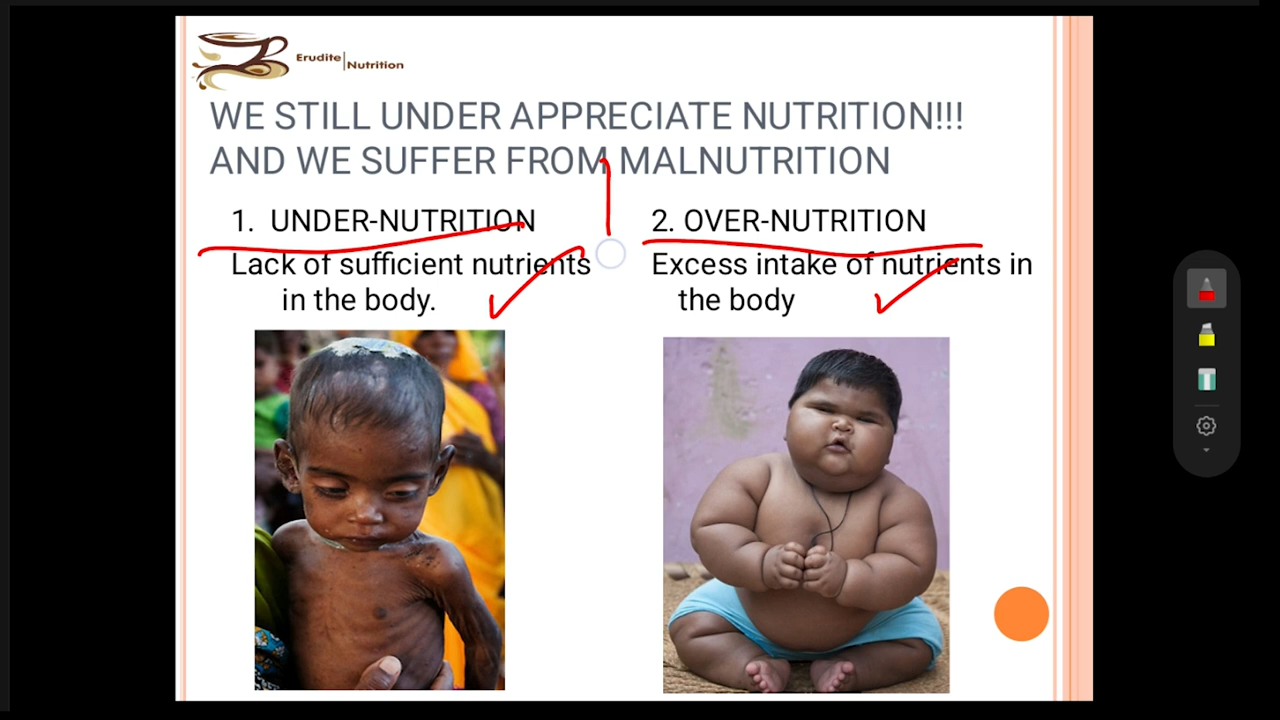 Erudite Nutrition
WE STILL UNDER APPRECIATE NUTRITION!!!
AND WE SUFFER FROM MALNUTRITION
1. UNDER-NUTRITION
Lack of sufficient nutrients
in the body.
2. OVER-NUTRITION
Excess intake of nutrients in
the body